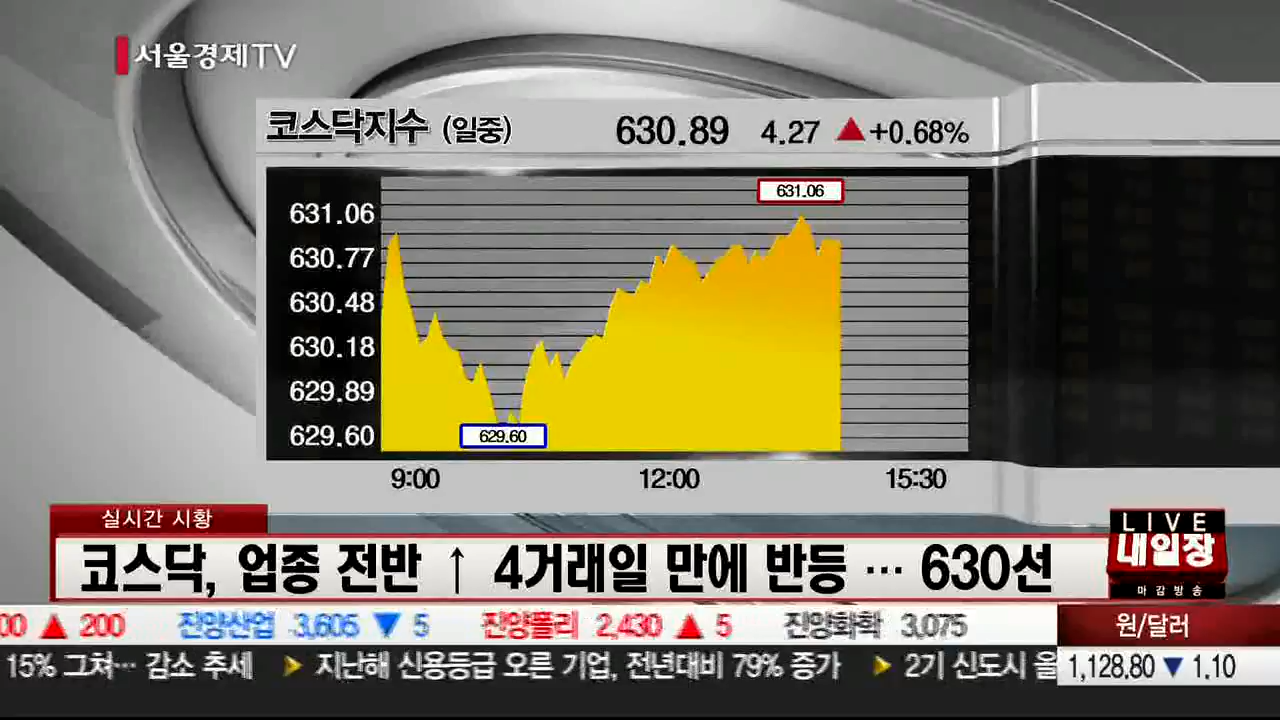 서울경제TV
코스닥지수 (일중) 630.89 4.27 ▲+0.68%
631.06
631.06
630.77
630.48
630.18
629.89
629.60
629.60
9:00 12:00 15:30
실시간 시황
코스닥, 업종 전반 ↑ 4거래일 만에 반등 … 630선
LIVE
내일장
마감방송
00 ▲ 200 진양산업 3,605 ▼ 5 진양폴리 2,430 ▲ 5 진양화학 3,075
원/달러
15% 그쳐… 감소 추세 ▶ 지난해 신용등급 오른 기업, 전년대비 79% 증가 ▶ 2기 신도시 올
1,128.80 ▼ 1.10